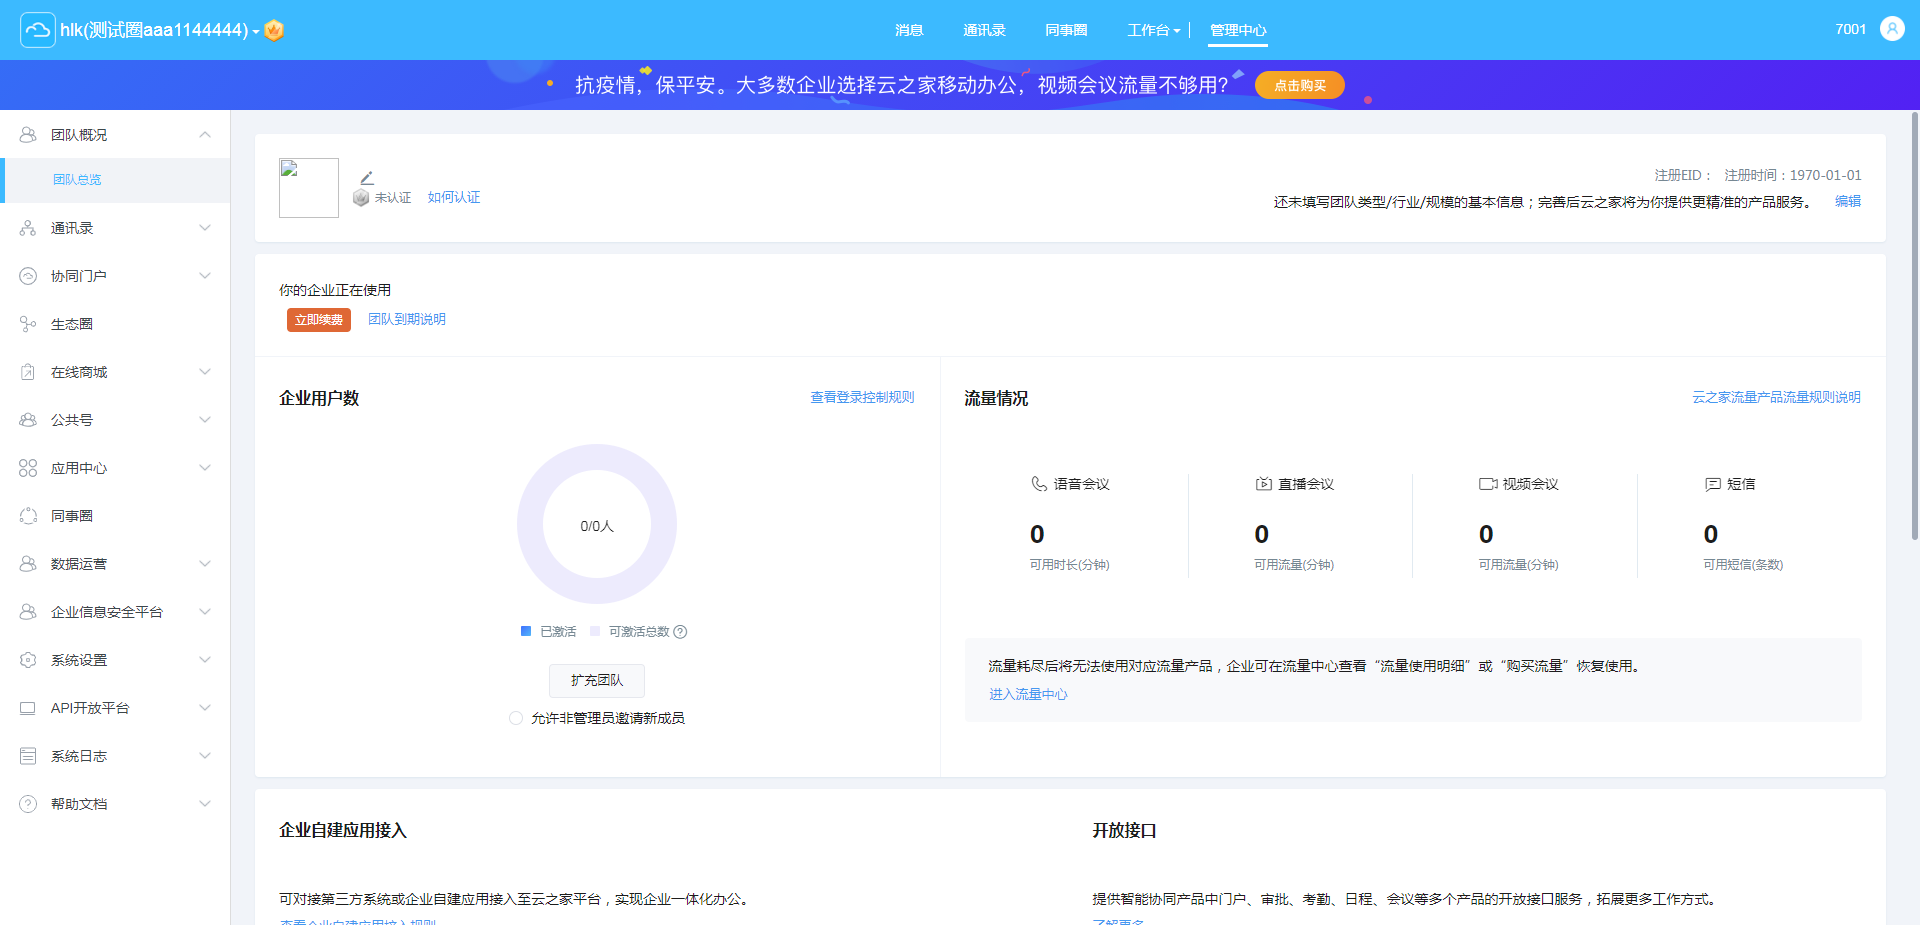 hlk(测试圈aaa1144444)
消息 通讯录 同事圈 工作台 管理中心
7001
抗疫情，保平安。大多数企业选择云之家移动办公，视频会议流量不够用？ 点击购买
团队概况
团队总览
通讯录
协同门户
生态圈
在线商城
公共号
应用中心
同事圈
数据运营
企业信息安全平台
系统设置
API开放平台
系统日志
帮助文档
未认证 如何认证
注册EID： 注册时间：1970-01-01
还未填写团队类型/行业/规模的基本信息；完善后云之家将为你提供更精准的产品服务。 编辑
你的企业正在使用
立即续费 团队到期说明
企业用户数 查看登录控制规则
0/0人
已激活 可激活总数
扩充团队
允许非管理员邀请新成员
流量情况 云之家流量产品流量规则说明
语音会议 直播会议 视频会议 短信
0 0 0 0
可用时长(分钟) 可用流量(分钟) 可用流量(分钟) 可用短信(条数)
流量耗尽后将无法使用对应流量产品，企业可在流量中心查看“流量使用明细”或“购买流量”恢复使用。
进入流量中心
企业自建应用接入
可对接第三方系统或企业自建应用接入至云之家平台，实现企业一体化办公。
查看企业自建应用接入规则
开放接口
提供智能协同产品中门户、审批、考勤、日程、会议等多个产品的开放接口服务，拓展更多工作方式。
了解更多